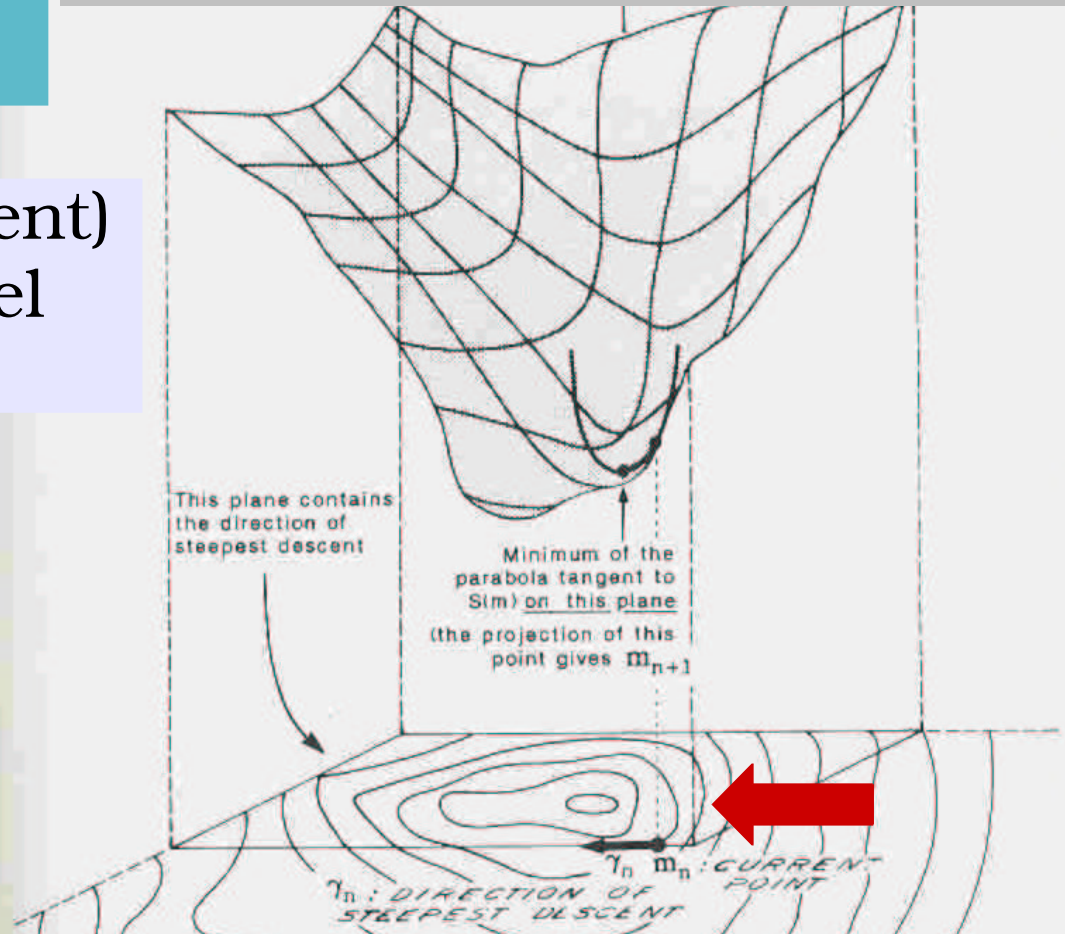 ent)
el
This plane contains
the direction of
steepest descent
Minimum of the
parabola tangent to
S(m) on this plane
(the projection of this
point gives m n+1
γn mn : CURRENT
POINT
γn : DIRECTION OF
STEEPEST DESCENT